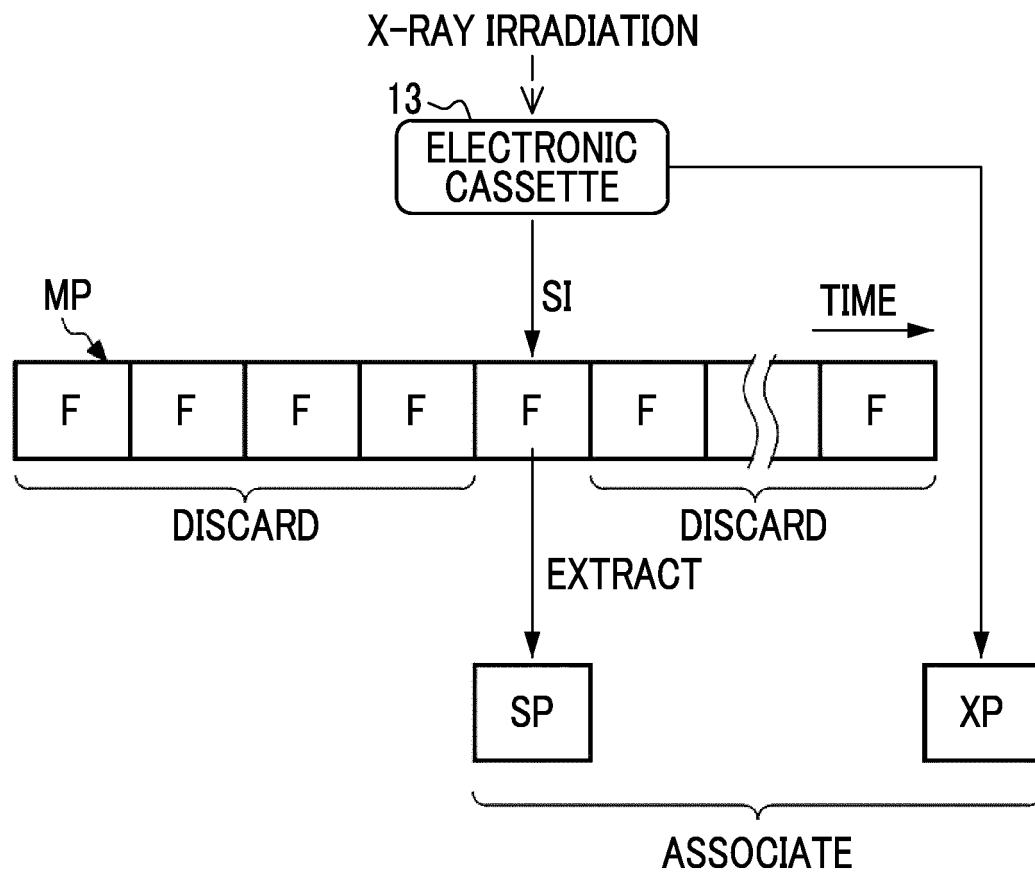 X-RAY IRRADIATION
13
ELECTRONIC
CASSETTE
MP
SI
TIME
F F F F F F F
DISCARD DISCARD
EXTRACT
SP XP
ASSOCIATE